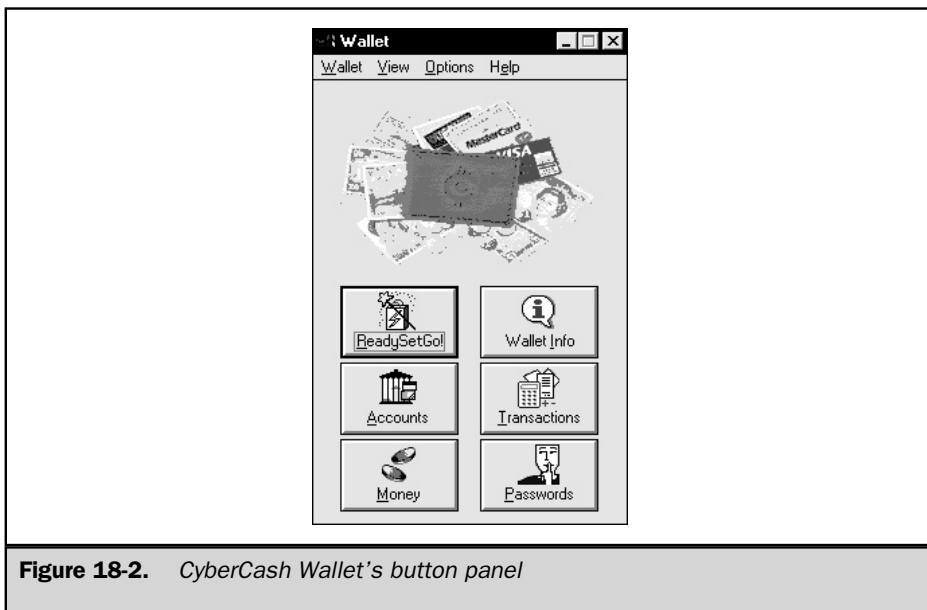 Wallet
Wallet View Options Help
MasterCard
VISA
ReadySetGo!
Wallet Info
Accounts
Transactions
Money
Passwords
Figure 18-2. CyberCash Wallet's button panel